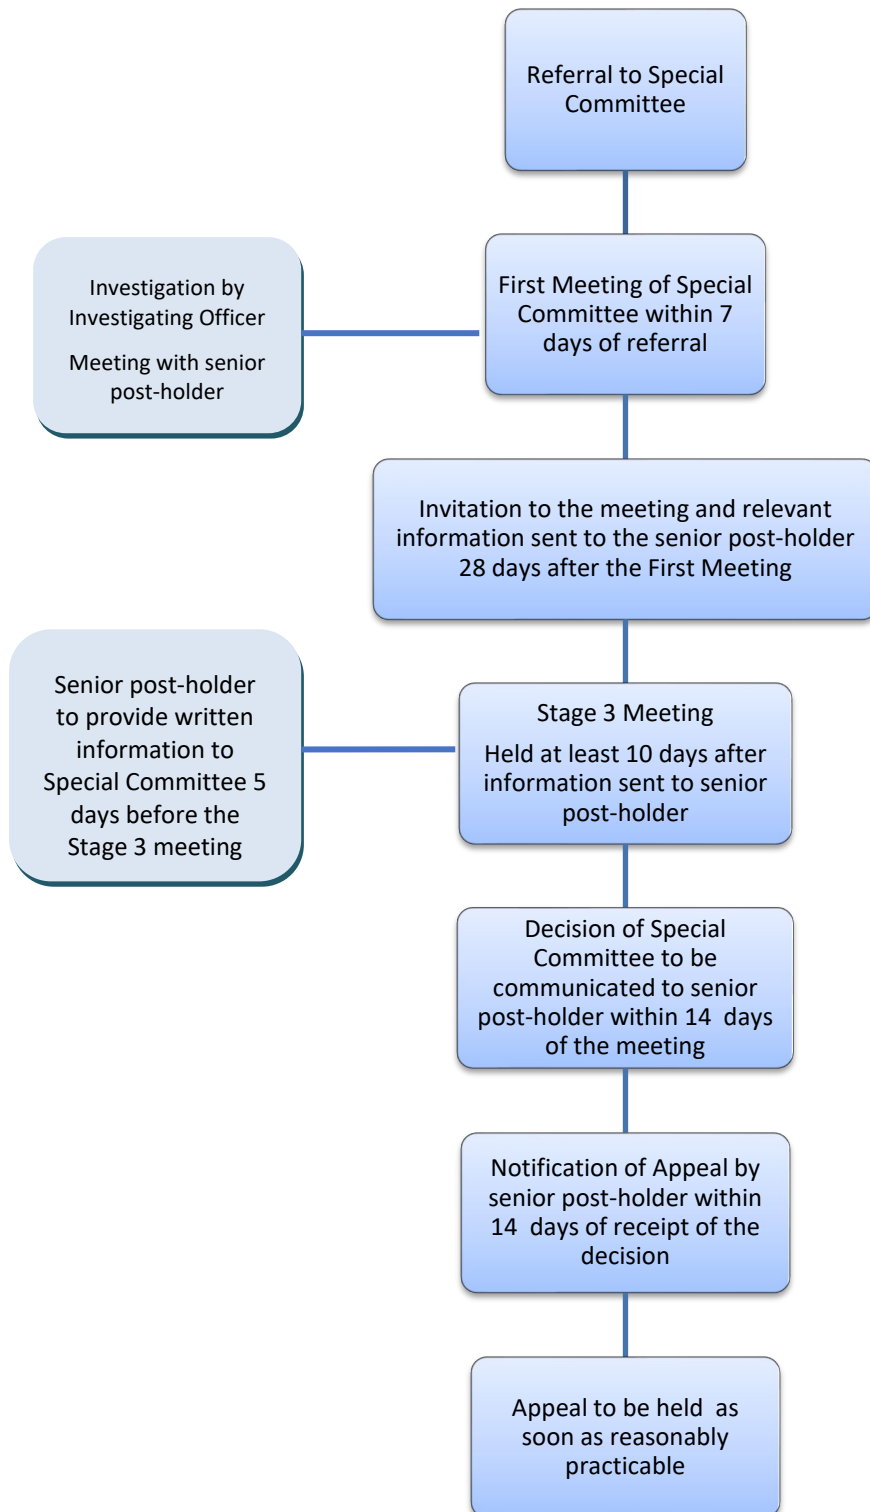 Referral to Special
Committee
Investigation by
Investigating Officer
Meeting with senior
post-holder
First Meeting of Special
Committee within 7
days of referral
Invitation to the meeting and relevant
information sent to the senior post-holder
28 days after the First Meeting
Senior post-holder
to provide written
information to
Special Committee 5
days before the
Stage 3 meeting
Stage 3 Meeting
Held at least 10 days after
information sent to senior
post-holder
Decision of Special
Committee to be
communicated to senior
post-holder within 14 days
of the meeting
Notification of Appeal by
senior post-holder within
14 days of receipt of the
decision
Appeal to be held as
soon as reasonably
practicable